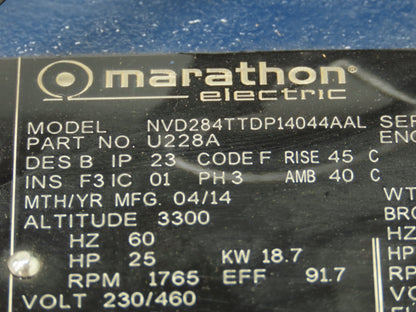 marathon®
electric
MODEL NVD284TTDP14044AAL SER
PART NO. U228A ENC
DES B IP 23 CODE F RISE 45 C
INS F3 IC 01 PH 3 AMB 40 C
MTH/YR MFG. 04/14 WT
ALTITUDE 3300 BRG
HZ 60 HZ
HP 25 KW 18.7 HP
RPM 1765 EFF 91.7 RPM
VOLT 230/460 VOL